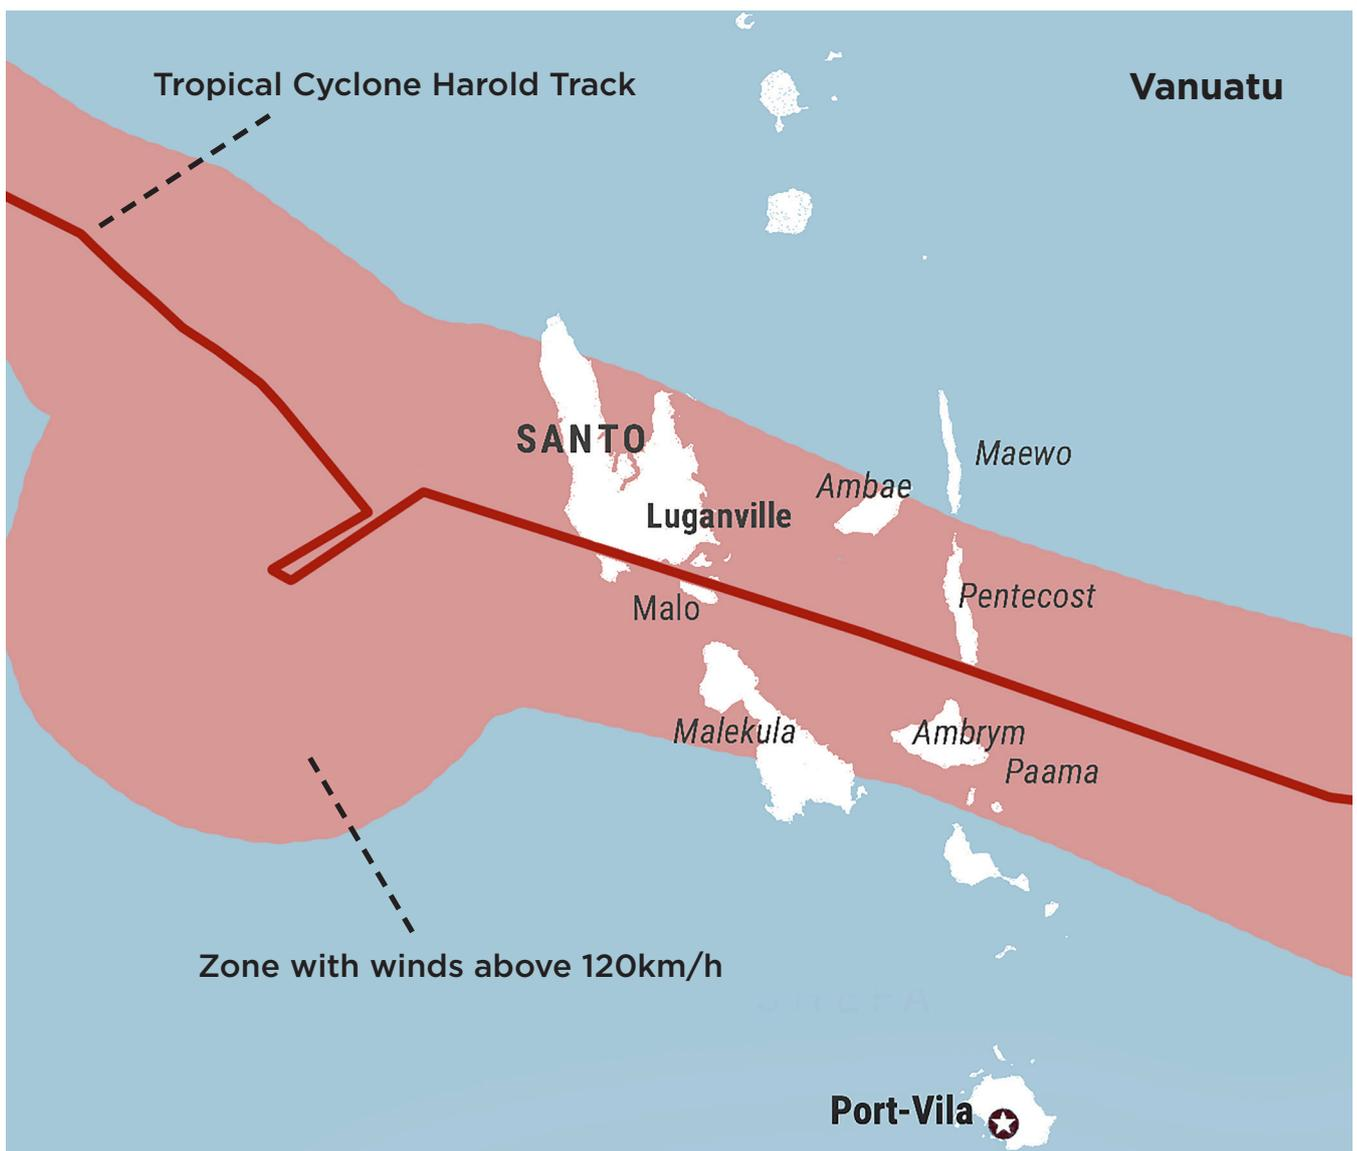 Tropical Cyclone Harold Track
Vanuatu
SANTO
Maewo
Ambae
Luganville
Pentecost
Malo
Malekula
Ambrym
Paama
Zone with winds above 120km/h
Port-Vila